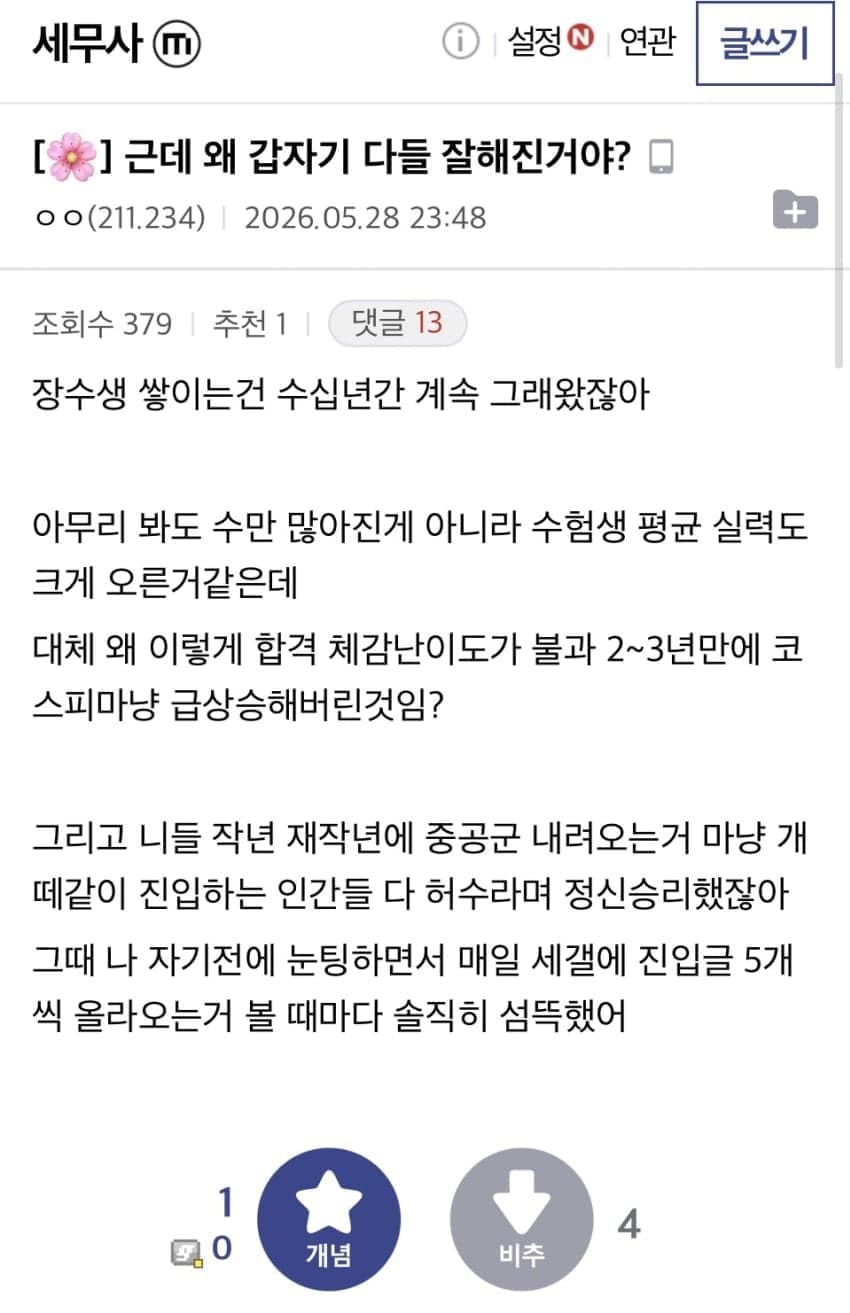 세무사 ⓜ
ⓘ | 설정 N | 연관 글쓰기
[🌸] 근데 왜 갑자기 다들 잘해진거야?
ㅇㅇ(211.234) | 2026.05.28 23:48
조회수 379 | 추천 1 | 댓글 13
장수생 쌓이는건 수십년간 계속 그래왔잖아
아무리 봐도 수만 많아진게 아니라 수험생 평균 실력도
크게 오른거같은데
대체 왜 이렇게 합격 체감난이도가 불과 2~3년만에 코
스피마냥 급상승해버린것임?
그리고 니들 작년 재작년에 중공군 내려오는거 마냥 개
떼같이 진입하는 인간들 다 허수라며 정신승리했잖아
그때 나 자기전에 눈팅하면서 매일 세갤에 진입글 5개
씩 올라오는거 볼 때마다 솔직히 섬뜩했어
1
0
개념
비추
4